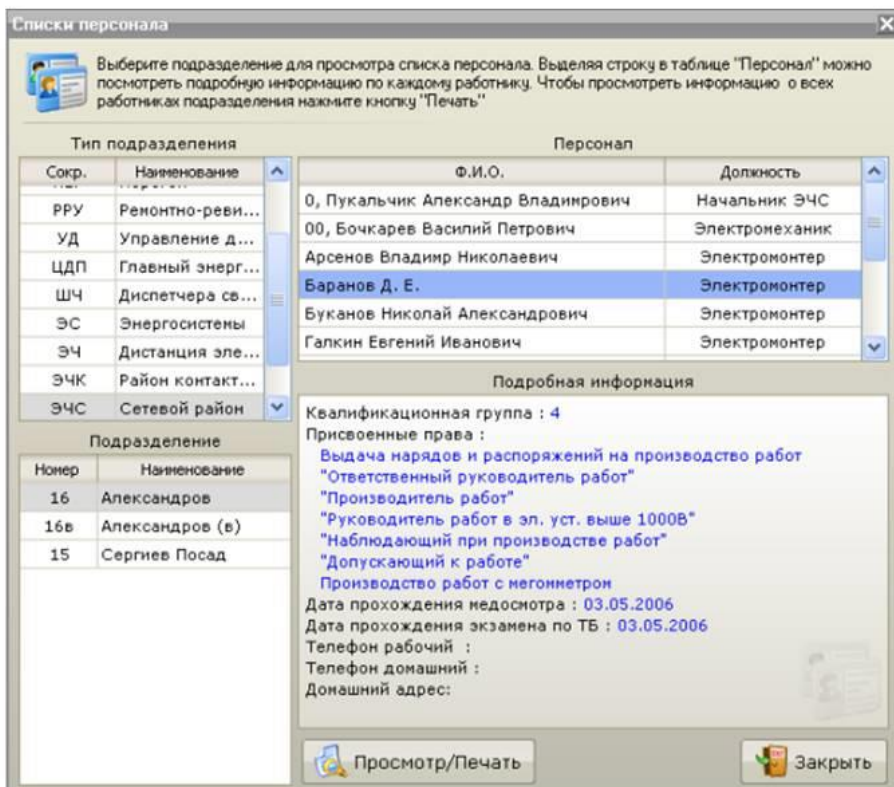 Списки персонала
Выберите подразделение для просмотра списка персонала. Выделяя строку в таблице "Персонал" можно
посмотреть подробную информацию по каждому работнику. Чтобы просмотреть информацию о всех
работниках подразделения нажмите кнопку "Печать"
Тип подразделения
Сокр. Наименование
РРУ Ремонтно-реви...
УД Управление д...
ЦДП Главный энерг...
ШЧ Диспетчера св...
ЭС Энергосистемы
ЭЧ Дистанция эле...
ЭЧК Район контакт...
ЭЧС Сетевой район
Подразделение
Номер Наименование
16 Александров
16в Александров (в)
15 Сергиев Посад
Персонал
Ф.И.О. Должность
0, Пукальчик Александр Владимирович Начальник ЭЧС
00, Бочкарев Василий Петрович Электромеханик
Арсенов Владимр Николаевич Электромонтер
Баранов Д. Е. Электромонтер
Буканов Николай Александрович Электромонтер
Галкин Евгений Иванович Электромонтер
Подробная информация
Квалификационная группа : 4
Присвоенные права :
Выдача нарядов и распоряжений на производство работ
"Ответственный руководитель работ"
"Производитель работ"
"Руководитель работ в эл. уст. выше 1000В"
"Наблюдающий при производстве работ"
"Допускающий к работе"
Производство работ с мегомметром
Дата прохождения медосмотра : 03.05.2006
Дата прохождения экзамена по ТБ : 03.05.2006
Телефон рабочий :
Телефон домашний :
Домашний адрес:
Просмотр/Печать
Закрыть